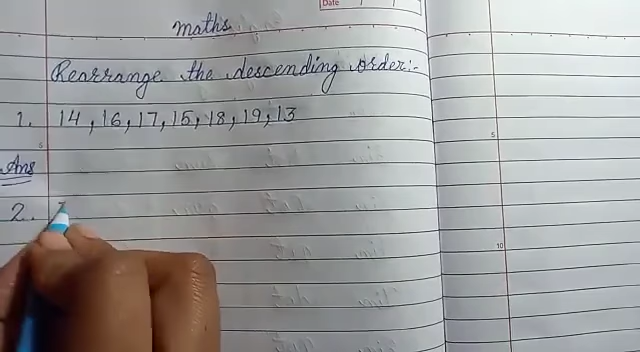 Date
Maths
Rearrange the descending order:-
1. 14, 16, 17, 15, 18, 19, 13
Ans
2.
5
10